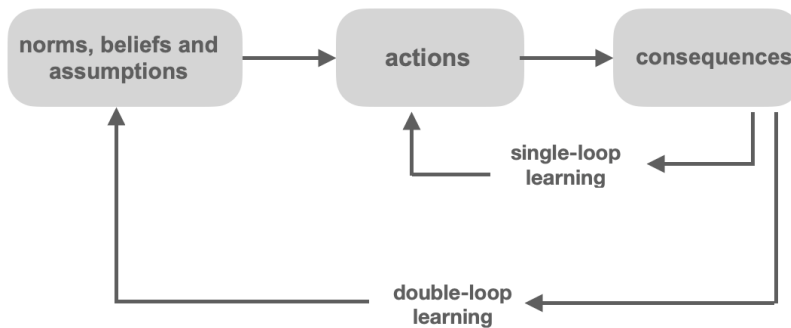 norms, beliefs and
assumptions
actions
consequences
single-loop
learning
double-loop
learning